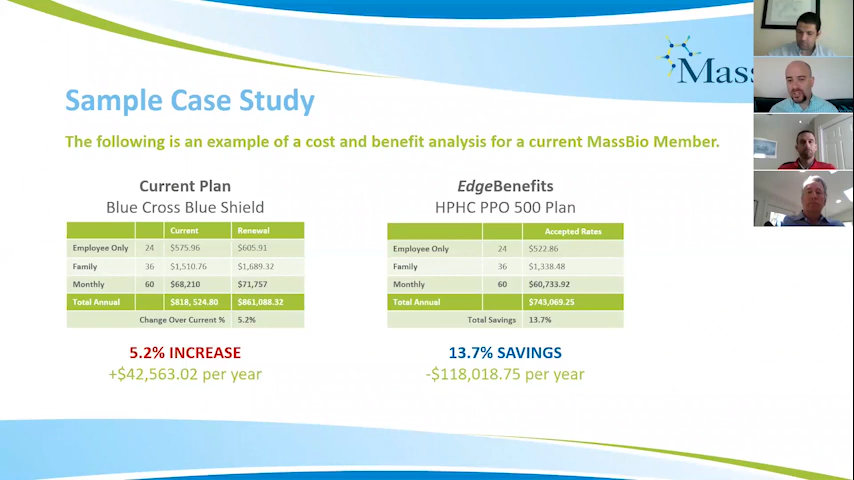 Mass
Sample Case Study
The following is an example of a cost and benefit analysis for a current MassBio Member.
Current Plan
Blue Cross Blue Shield
Current Renewal
Employee Only 24 $575.96 $605.91
Family 36 $1,510.76 $1,689.32
Monthly 60 $68,210 $71,757
Total Annual $818, 524.80 $861,088.32
Change Over Current % 5.2%
5.2% INCREASE
+$42,563.02 per year
EdgeBenefits
HPHC PPO 500 Plan
Accepted Rates
Employee Only 24 $522.86
Family 36 $1,338.48
Monthly 60 $60,733.92
Total Annual $743,069.25
Total Savings 13.7%
13.7% SAVINGS
-$118,018.75 per year